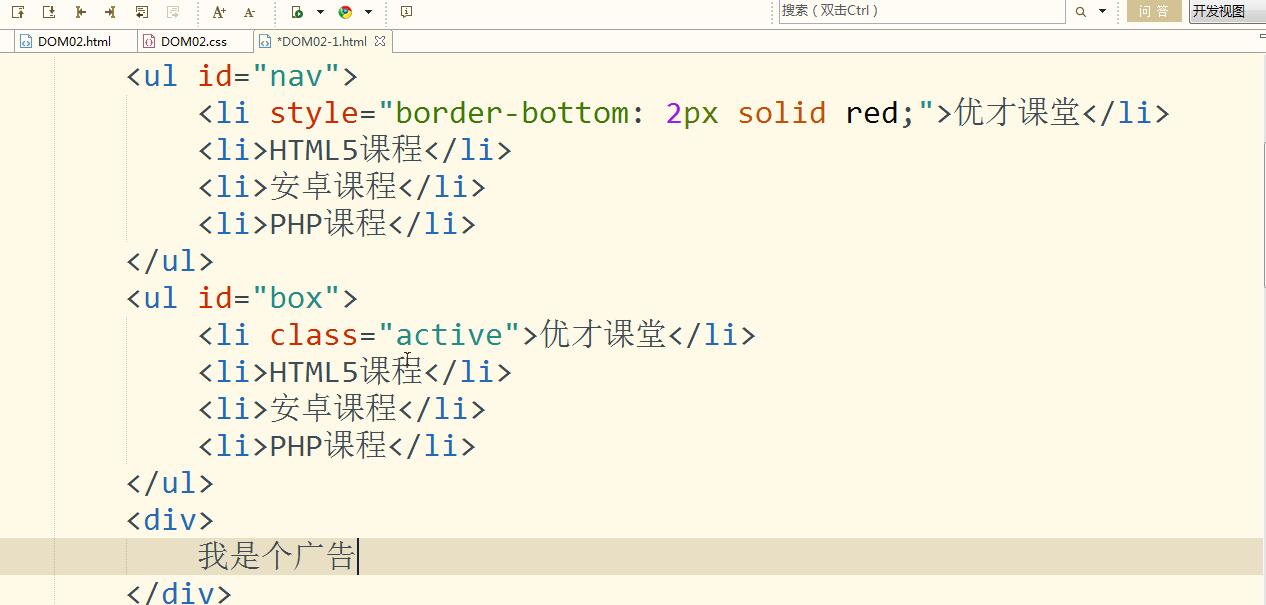 A+ A-
搜索（双击Ctrl）
问答
开发视图
DOM02.html DOM02.css *DOM02-1.html
<ul id="nav">
<li style="border-bottom: 2px solid red;">优才课堂</li>
<li>HTML5课程</li>
<li>安卓课程</li>
<li>PHP课程</li>
</ul>
<ul id="box">
<li class="active">优才课堂</li>
<li>HTML5课程</li>
<li>安卓课程</li>
<li>PHP课程</li>
</ul>
<div>
我是个广告
</div>